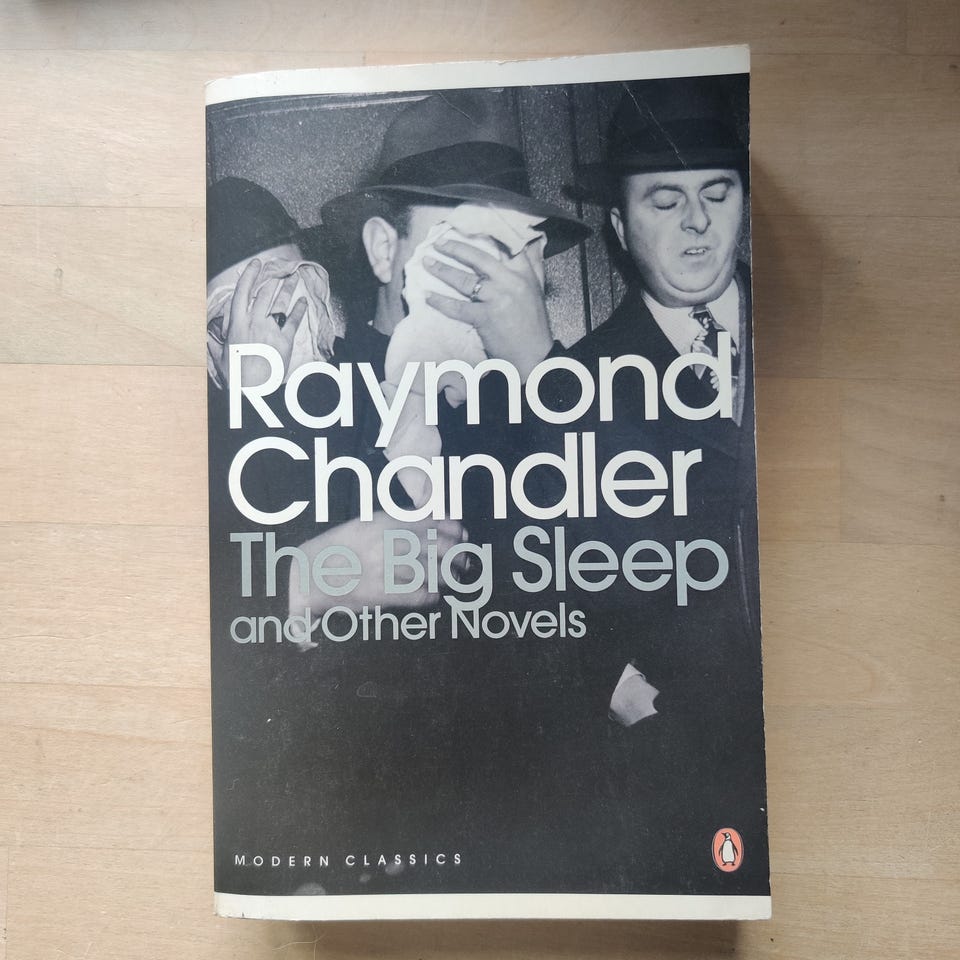 Raymond
Chandler
The Big Sleep
and Other Novels
MODERN CLASSICS